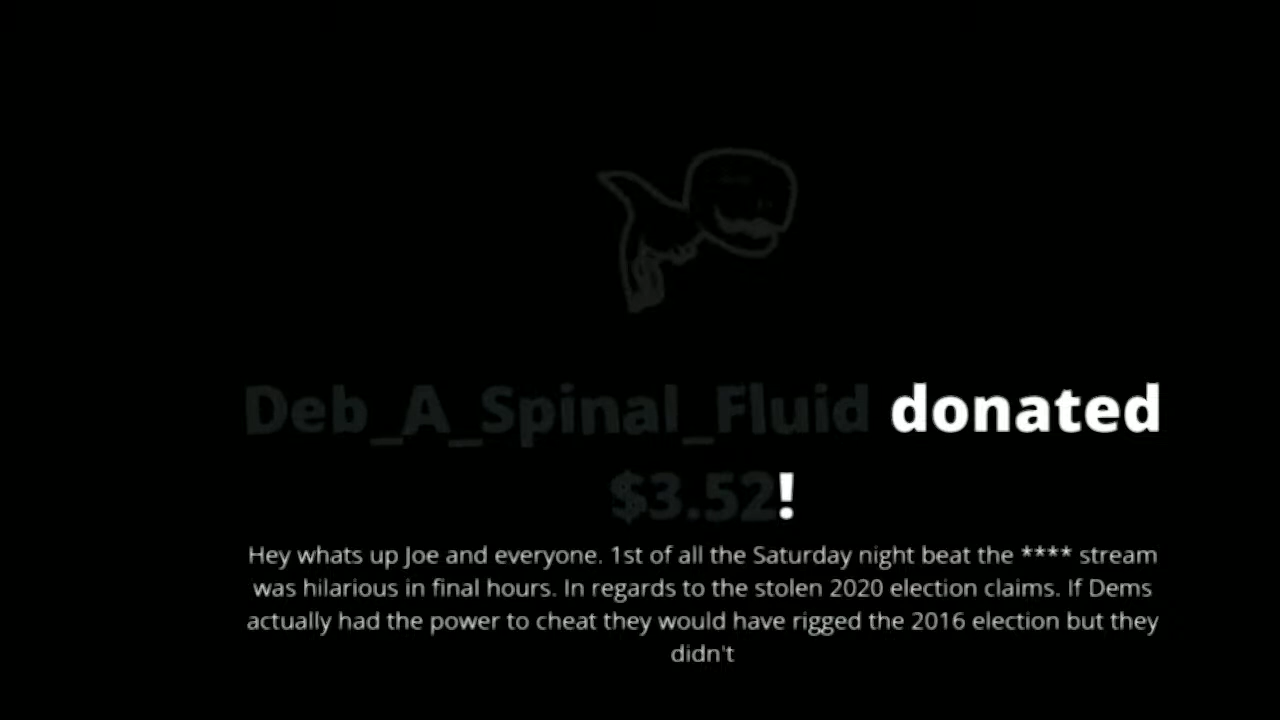 Deb_A_Spinal_Fluid donated
$3.52!
Hey whats up Joe and everyone. 1st of all the Saturday night beat the **** stream
was hilarious in final hours. In regards to the stolen 2020 election claims. If Dems
actually had the power to cheat they would have rigged the 2016 election but they
didn't